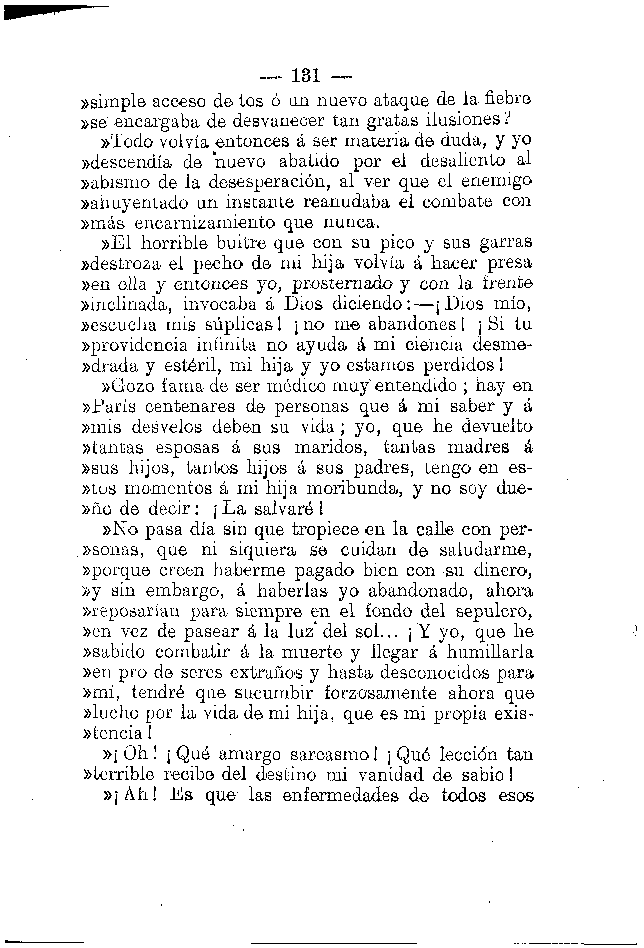 — 131 —
»simple acceso de tos ó un nuevo ataque de la fiebre
»se encargaba de desvanecer tan gratas ilusiones?
»Todo volvía entonces á ser materia de duda, y yo
»descendía de nuevo abatido por el desaliento al
»abismo de la desesperación, al ver que el enemigo
»ahuyentado un instante reanudaba el combate con
»más encarnizamiento que nunca.
»El horrible buitre que con su pico y sus garras
»destroza el pecho de mi hija volvía á hacer presa
»en ella y entonces yo, prosternado y con la frente
»inclinada, invocaba á Dios diciendo:—¡Dios mío,
»escucha mis súplicas! ¡no me abandones! ¡Si tu
»providencia infinita no ayuda á mi ciencia desme-
»drada y estéril, mi hija y yo estamos perdidos!
»Gozo fama de ser médico muy entendido; hay en
»París centenares de personas que á mi saber y á
»mis desvelos deben su vida; yo, que he devuelto
»tantas esposas á sus maridos, tantas madres á
»sus hijos, tantos hijos á sus padres, tengo en es-
»tos momentos á mi hija moribunda, y no soy due-
»ño de decir: ¡La salvaré!
»No pasa día sin que tropiece en la calle con per-
»sonas, que ni siquiera se cuidan de saludarme,
»porque creen haberme pagado bien con su dinero,
»y sin embargo, á haberlas yo abandonado, ahora
»reposarían para siempre en el fondo del sepulcro,
»en vez de pasear á la luz del sol... ¡Y yo, que he
»sabido combatir á la muerte y llegar á humillarla
»en pro de seres extraños y hasta desconocidos para
»mí, tendré que sucumbir forzosamente ahora que
»lucho por la vida de mi hija, que es mi propia exis-
»tencia!
»¡Oh! ¡Qué amargo sarcasmo! ¡Qué lección tan
»terrible recibe del destino mi vanidad de sabio!
»¡Ah! Es que las enfermedades de todos esos